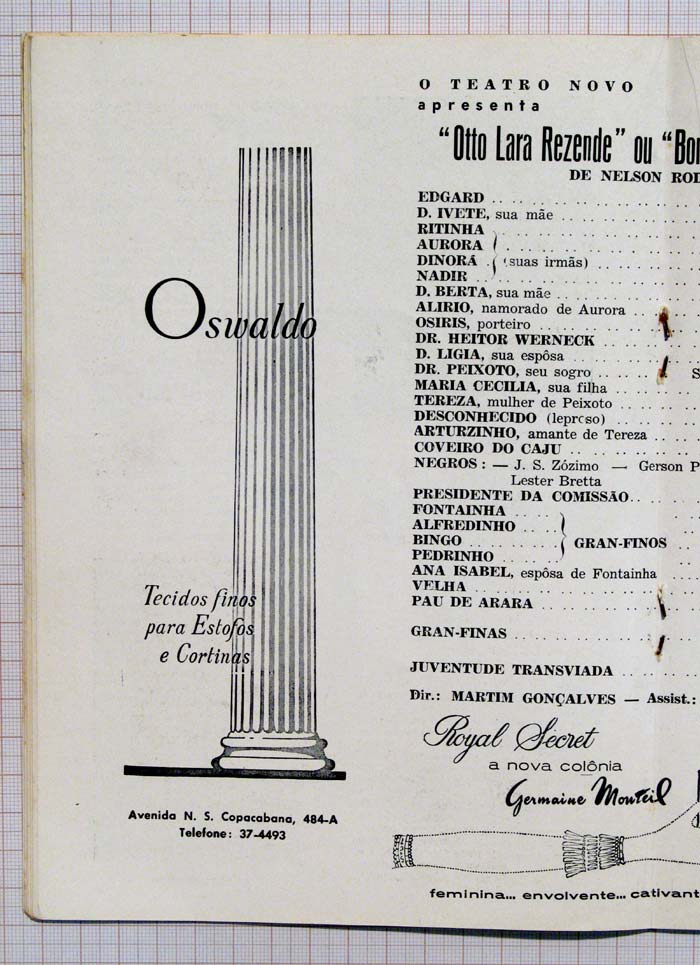 Oswaldo
Tecidos finos
para Estofos
e Cortinas
Avenida N. S. Copacabana, 484-A
Telefone: 37-4493
O TEATRO NOVO
apresenta
"Otto Lara Rezende" ou "Bon
DE NELSON ROD
EDGARD
D. IVETE, sua mãe
RITINHA
AURORA
DINORÁ (suas irmãs)
NADIR
D. BERTA, sua mãe
ALIRIO, namorado de Aurora
OSIRIS, porteiro
DR. HEITOR WERNECK
D. LIGIA, sua espôsa
DR. PEIXOTO, seu sogro S
MARIA CECILIA, sua filha
TEREZA, mulher de Peixoto
DESCONHECIDO (leproso)
ARTURZINHO, amante de Tereza
COVEIRO DO CAJU
NEGROS: — J. S. Zózimo — Gerson P
Lester Bretta
PRESIDENTE DA COMISSÃO
FONTAINHA
ALFREDINHO
BINGO GRAN-FINOS
PEDRINHO
ANA ISABEL, espôsa de Fontainha
VELHA
PAU DE ARARA
GRAN-FINAS
JUVENTUDE TRANSVIADA
Dir.: MARTIM GONÇALVES — Assist.:
Royal Secret
a nova colônia
Germaine Monteil
feminina... envolvente... cativant